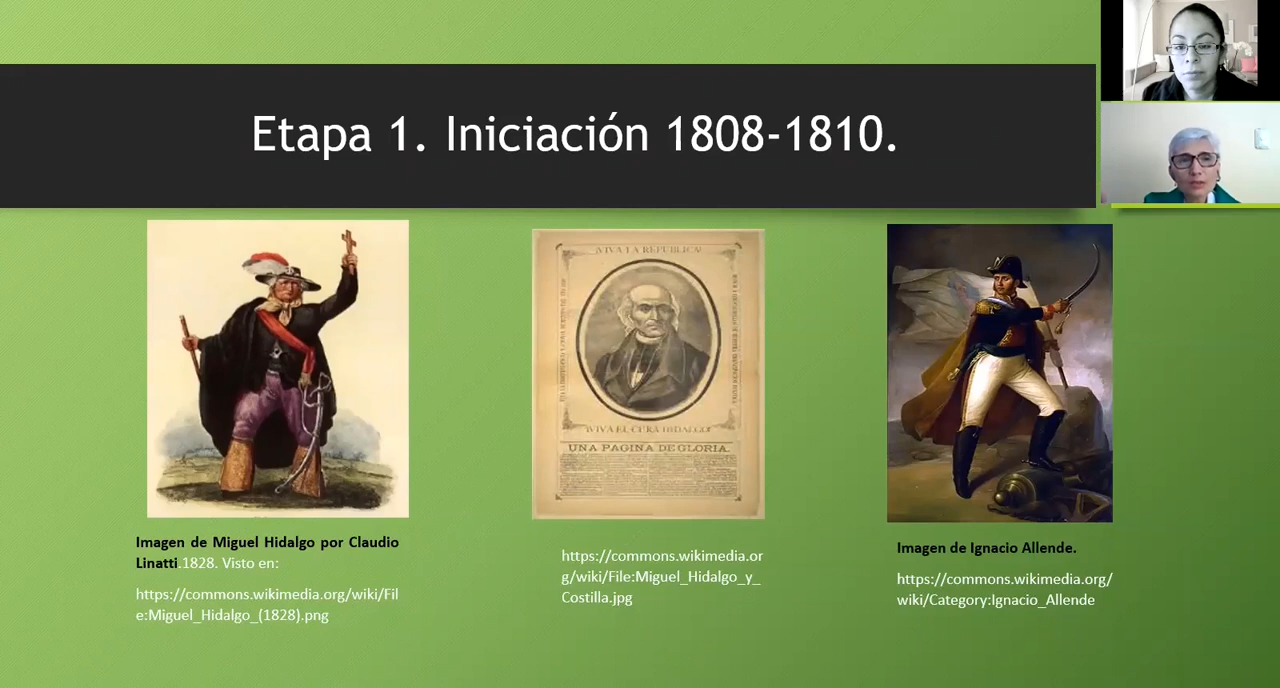 Etapa 1. Iniciación 1808-1810.
¡VIVA LA REPUBLICA!
¡VIVA EL CURA HIDALGO!
UNA PAGINA DE GLORIA.
Imagen de Miguel Hidalgo por Claudio
Linatti.1828. Visto en:
https://commons.wikimedia.org/wiki/Fil
e:Miguel_Hidalgo_(1828).png
https://commons.wikimedia.or
g/wiki/File:Miguel_Hidalgo_y_
Costilla.jpg
Imagen de Ignacio Allende.
https://commons.wikimedia.org/
wiki/Category:Ignacio_Allende